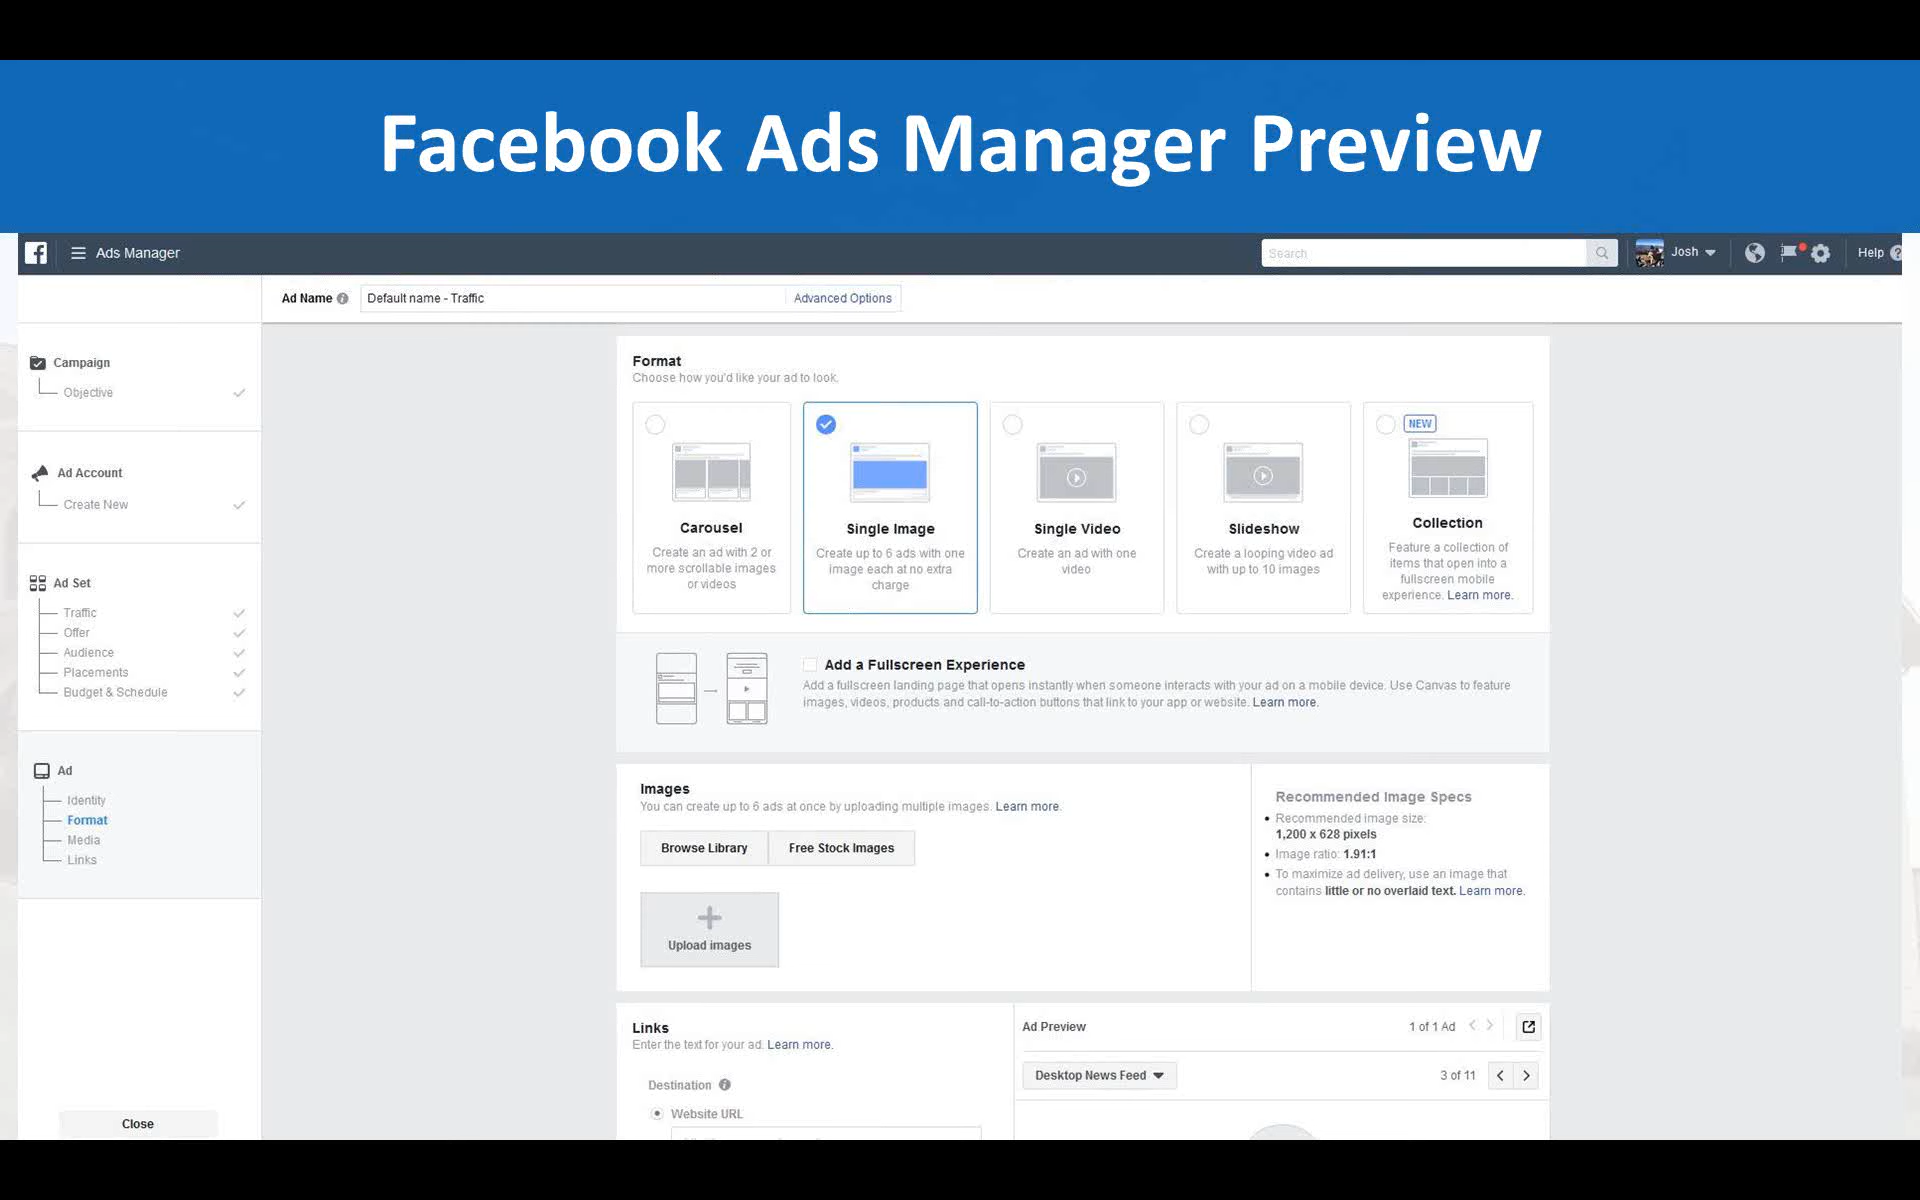 Facebook Ads Manager Preview
Ads Manager
Search
Josh
Help
Ad Name
Default name - Traffic
Advanced Options
Campaign
Objective
Ad Account
Create New
Ad Set
Traffic
Offer
Audience
Placements
Budget & Schedule
Ad
Identity
Format
Media
Links
Close
Format
Choose how you'd like your ad to look.
Carousel
Create an ad with 2 or
more scrollable images
or videos
Single Image
Create up to 6 ads with one
image each at no extra
charge
Single Video
Create an ad with one
video
Slideshow
Create a looping video ad
with up to 10 images
NEW
Collection
Feature a collection of
items that open into a
fullscreen mobile
experience. Learn more.
Add a Fullscreen Experience
Add a fullscreen landing page that opens instantly when someone interacts with your ad on a mobile device. Use Canvas to feature
images, videos, products and call-to-action buttons that link to your app or website. Learn more.
Images
You can create up to 6 ads at once by uploading multiple images. Learn more.
Browse Library
Free Stock Images
Upload images
Recommended Image Specs
Recommended image size:
1,200 x 628 pixels
Image ratio: 1.91:1
To maximize ad delivery, use an image that
contains little or no overlaid text. Learn more.
Links
Enter the text for your ad. Learn more.
Destination
Website URL
Ad Preview
1 of 1 Ad
Desktop News Feed
3 of 11